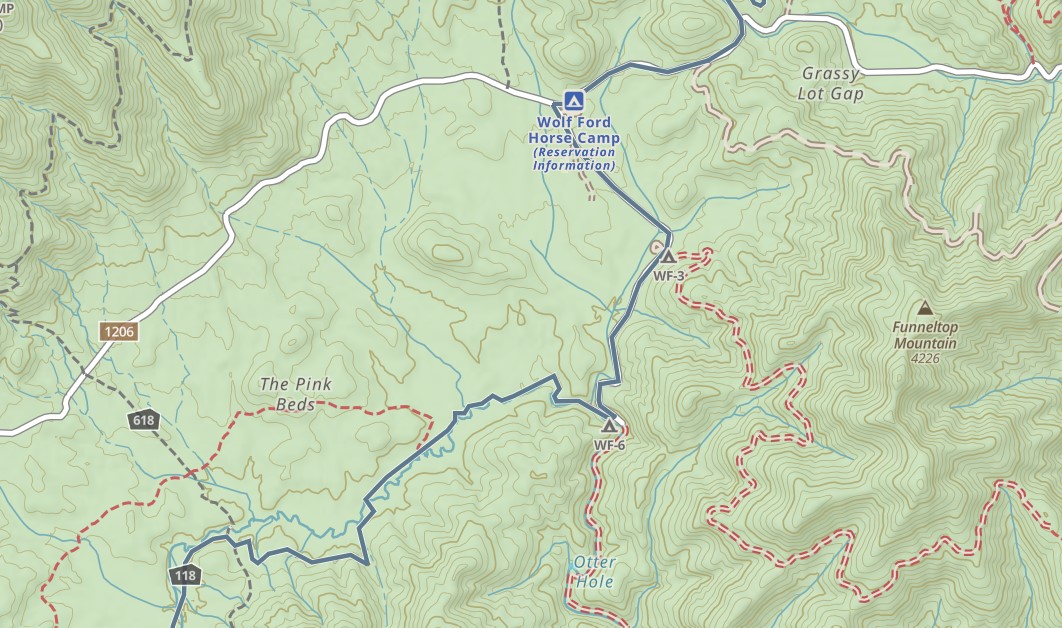 MP
)
Grassy
Lot Gap
Wolf Ford
Horse Camp
(Reservation
Information)
WF-3
Funneltop
Mountain
4226
1206
The Pink
Beds
618
WF-6
Otter
Hole
118